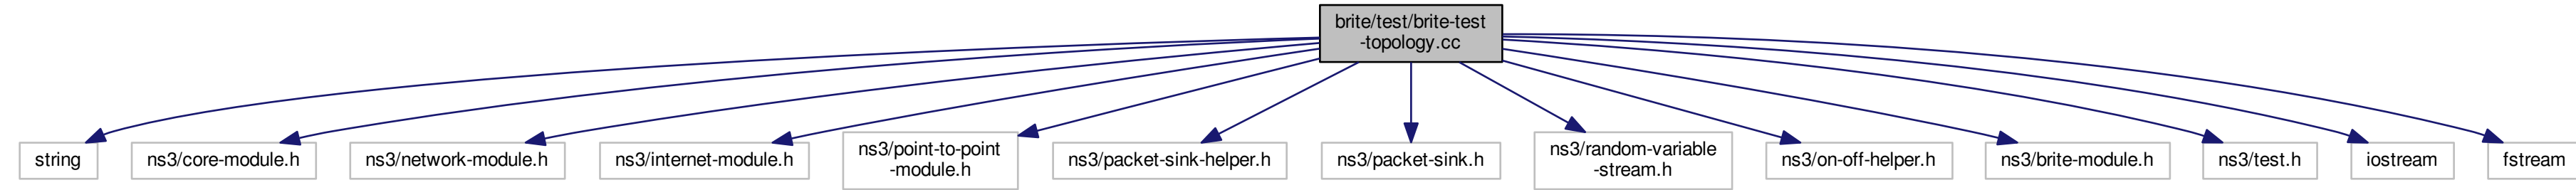 brite/test/brite-test
-topology.cc
string
ns3/core-module.h
ns3/network-module.h
ns3/internet-module.h
ns3/point-to-point
-module.h
ns3/packet-sink-helper.h
ns3/packet-sink.h
ns3/random-variable
-stream.h
ns3/on-off-helper.h
ns3/brite-module.h
ns3/test.h
iostream
fstream